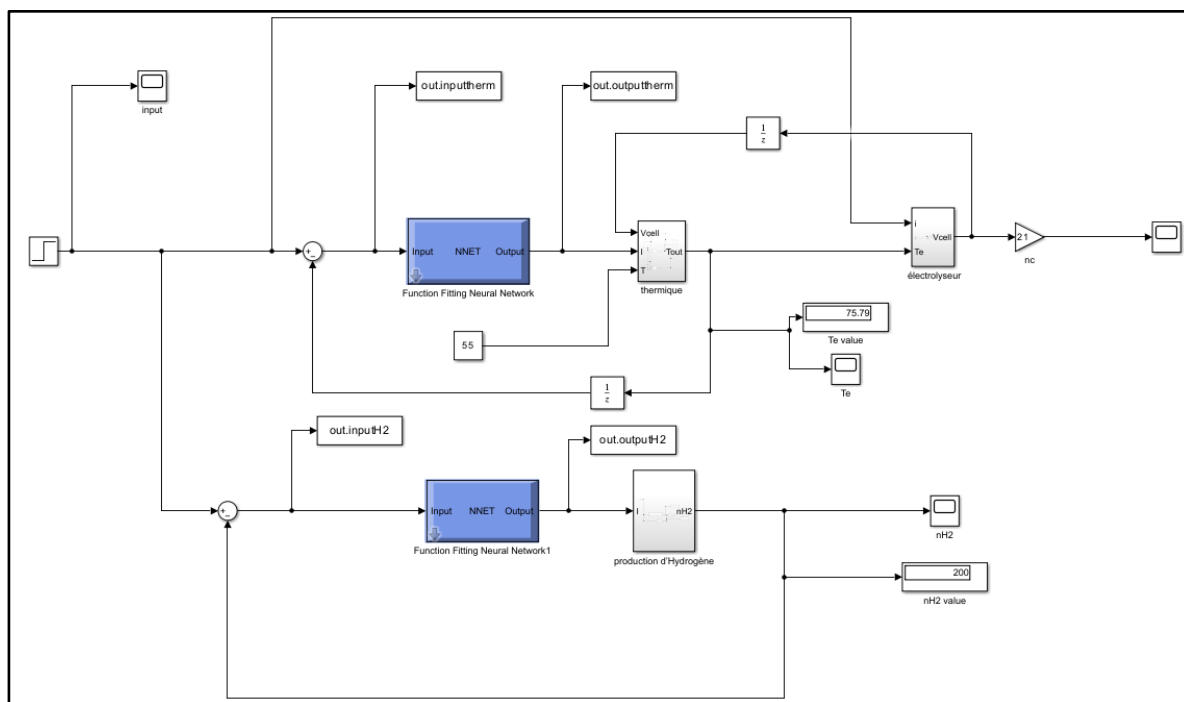 input
out.inputtherm
out.outputtherm
1
z
+
-
Input NNET Output
Function Fitting Neural Network
Vcell
I Tout
T
thermique
i
Vcell
Te
électrolyseur
21
nc
55
75.79
Te value
Te
1
z
out.inputH2
out.outputH2
+
-
Input NNET Output
Function Fitting Neural Network1
I nH2
production d'Hydrogène
nH2
200
nH2 value